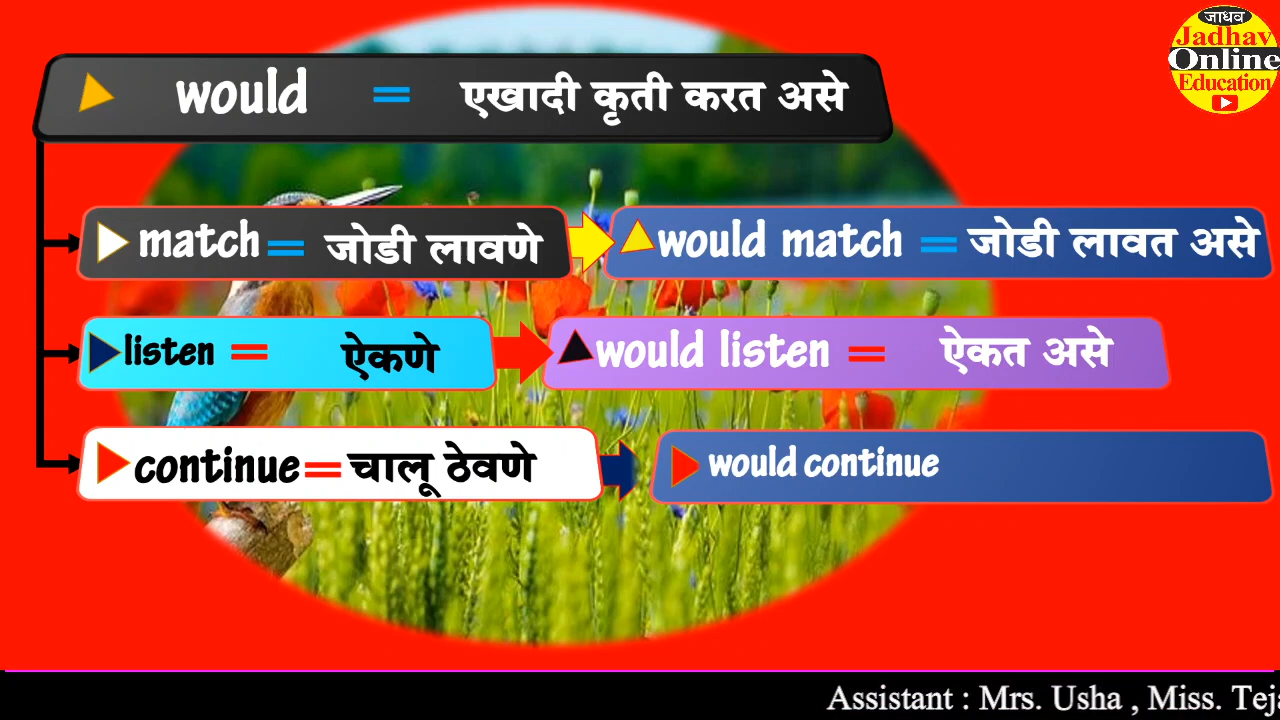 जाधव
Jadhav
Online
Education
would = एखादी कृती करत असे
match = जोडी लावणे would match = जोडी लावत असे
listen = ऐकणे would listen = ऐकत असे
continue = चालू ठेवणे would continue
Assistant : Mrs. Usha , Miss.